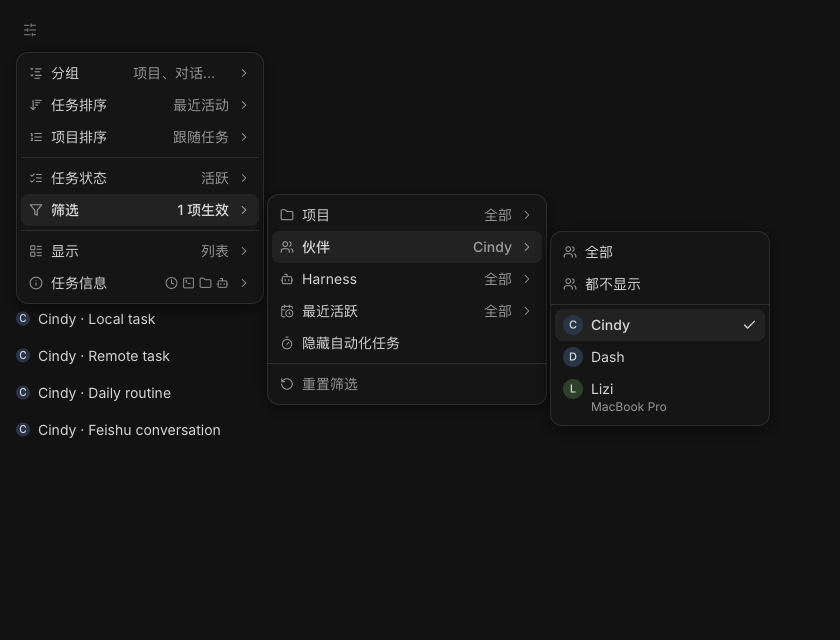 分组 项目、对话...
任务排序 最近活动
项目排序 跟随任务
任务状态 活跃
筛选 1 项生效
显示 列表
任务信息
C Cindy · Local task
C Cindy · Remote task
C Cindy · Daily routine
C Cindy · Feishu conversation
项目 全部
伙伴 Cindy
Harness 全部
最近活跃 全部
隐藏自动化任务
重置筛选
全部
都不显示
C Cindy
D Dash
L Lizi
MacBook Pro